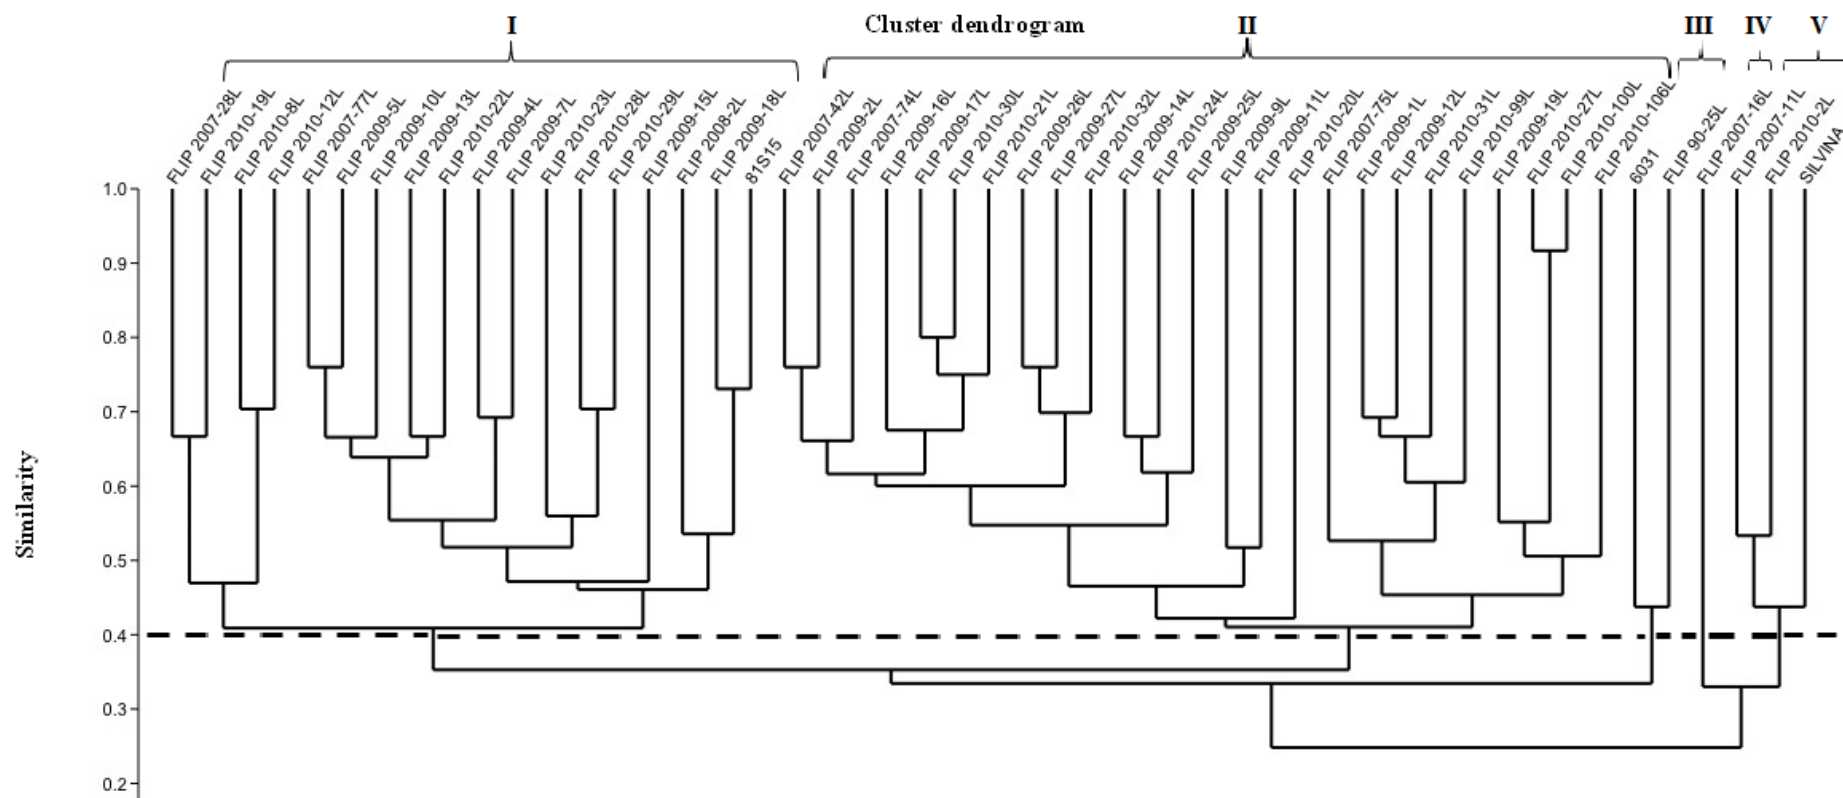 I
Cluster dendrogram
II
III
IV
V
FLIP 2007-28L
FLIP 2010-19L
FLIP 2010-8L
FLIP 2010-12L
FLIP 2007-77L
FLIP 2009-5L
FLIP 2009-10L
FLIP 2009-13L
FLIP 2010-22L
FLIP 2009-4L
FLIP 2009-7L
FLIP 2010-23L
FLIP 2010-28L
FLIP 2010-29L
FLIP 2009-15L
FLIP 2008-2L
FLIP 2009-18L
81S15
FLIP 2007-42L
FLIP 2009-2L
FLIP 2007-74L
FLIP 2009-16L
FLIP 2009-17L
FLIP 2010-30L
FLIP 2010-21L
FLIP 2009-26L
FLIP 2009-27L
FLIP 2010-32L
FLIP 2009-14L
FLIP 2010-24L
FLIP 2009-25L
FLIP 2009-9L
FLIP 2009-11L
FLIP 2010-20L
FLIP 2007-75L
FLIP 2009-1L
FLIP 2009-12L
FLIP 2010-31L
FLIP 2010-99L
FLIP 2009-19L
FLIP 2010-27L
FLIP 2010-100L
FLIP 2010-106L
6031
FLIP 90-25L
FLIP 2007-16L
FLIP 2007-11L
FLIP 2010-2L
SILVINA
1.0
0.9
0.8
0.7
0.6
0.5
0.4
0.3
0.2
Similarity